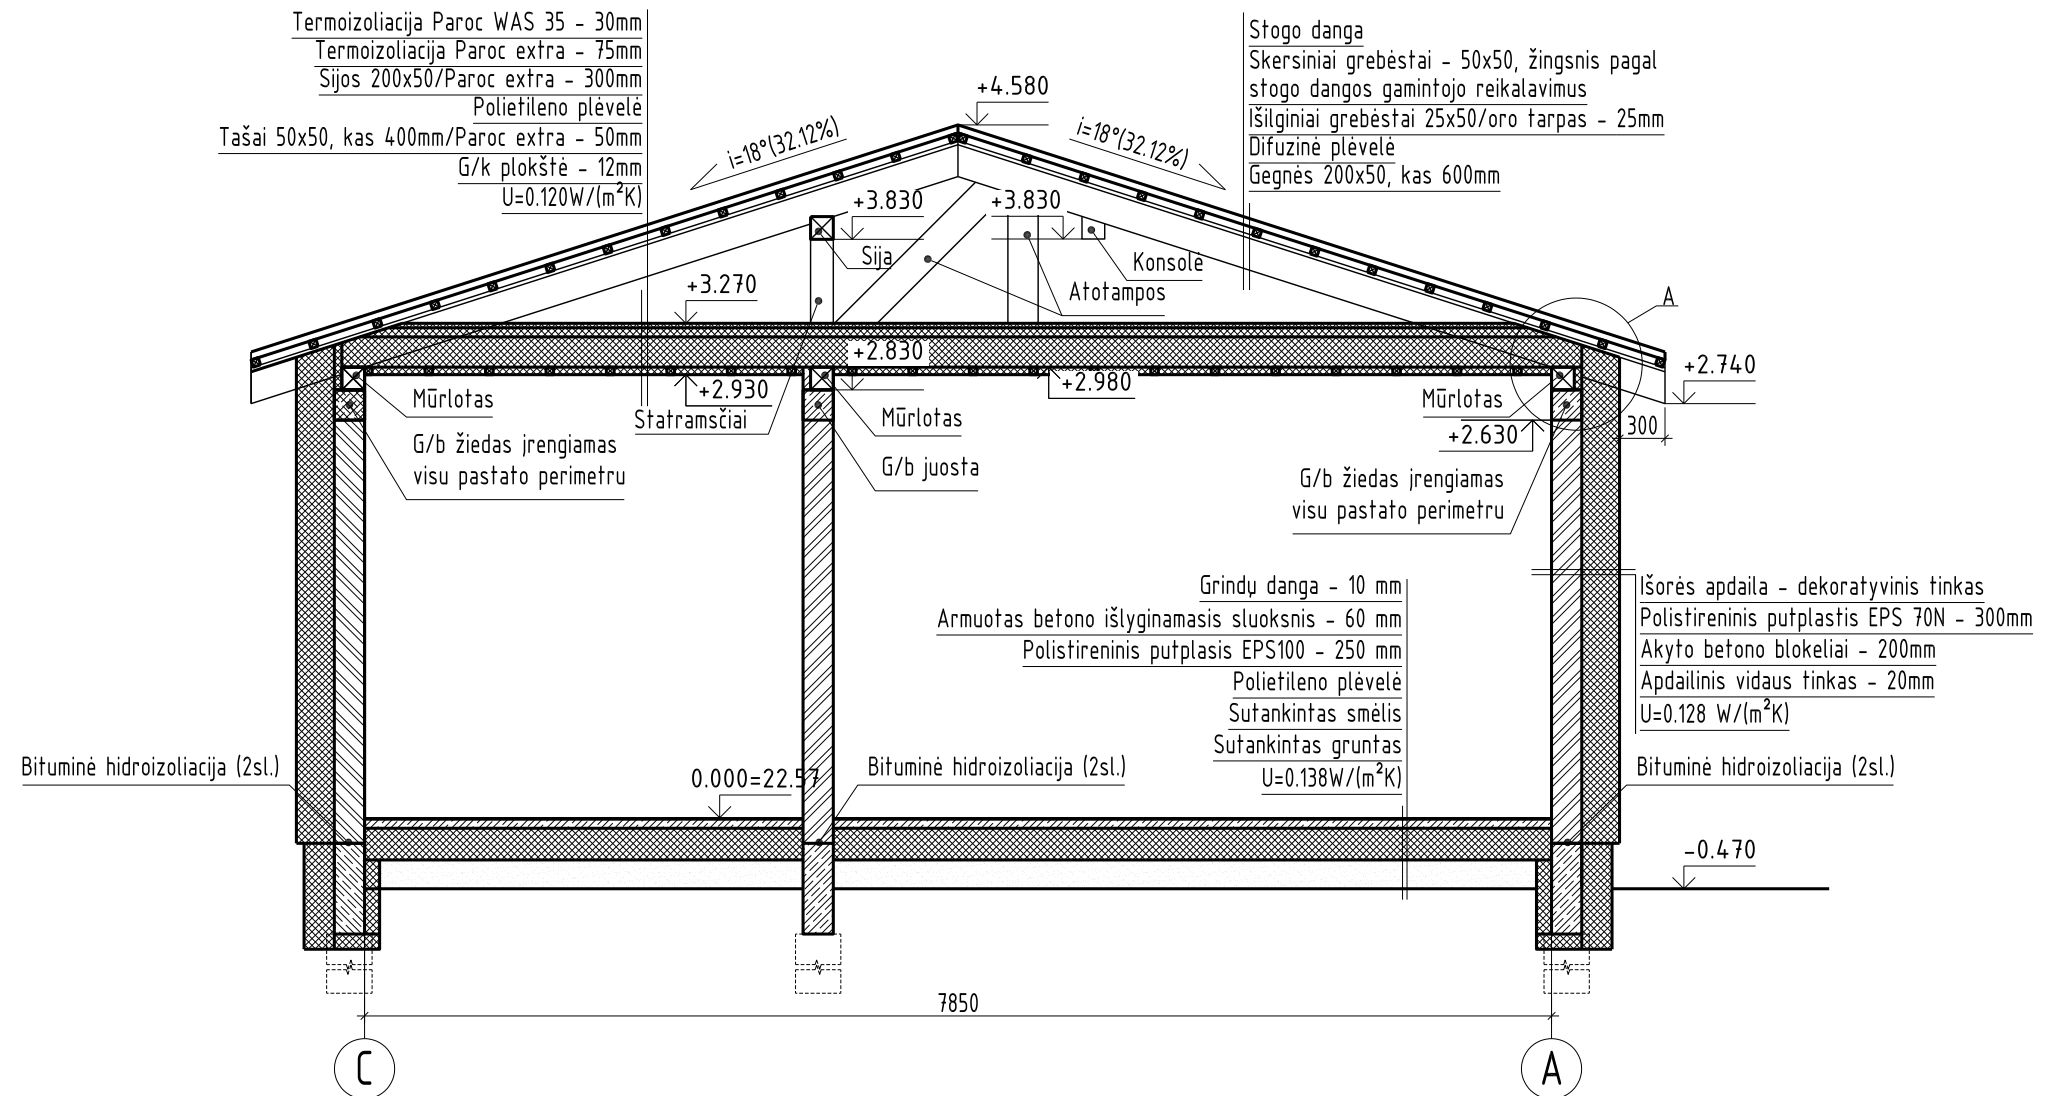 Termoizoliacija Paroc WAS 35 - 30mm
Termoizoliacija Paroc extra - 75mm
Sijos 200x50/Paroc extra - 300mm
Polietileno plėvelė
Tašai 50x50, kas 400mm/Paroc extra - 50mm
G/k plokštė - 12mm
U=0.120W/(m²K)
Stogo danga
Skersiniai grebėstai - 50x50, žingsnis pagal
stogo dangos gamintojo reikalavimus
Išilginiai grebėstai 25x50/oro tarpas - 25mm
Difuzinė plėvelė
Gegnės 200x50, kas 600mm
+4.580
i=18°(32.12%)
i=18°(32.12%)
+3.830
+3.830
Sija
Konsolė
Atotampos
+3.270
A
+2.830
+2.930
+2.980
+2.740
Mūrlotas
Statramsčiai
Mūrlotas
Mūrlotas
300
+2.630
G/b žiedas įrengiamas
visu pastato perimetru
G/b juosta
G/b žiedas įrengiamas
visu pastato perimetru
Grindų danga - 10 mm
Armuotas betono išlyginamasis sluoksnis - 60 mm
Polistireninis putplasis EPS100 - 250 mm
Polietileno plėvelė
Sutankintas smėlis
Sutankintas gruntas
U=0.138W/(m²K)
Išorės apdaila - dekoratyvinis tinkas
Polistireninis putplastis EPS 70N - 300mm
Akyto betono blokeliai - 200mm
Apdailinis vidaus tinkas - 20mm
U=0.128 W/(m²K)
Bituminė hidroizoliacija (2sl.)
0.000=22.57
Bituminė hidroizoliacija (2sl.)
Bituminė hidroizoliacija (2sl.)
-0.470
7850
C
A